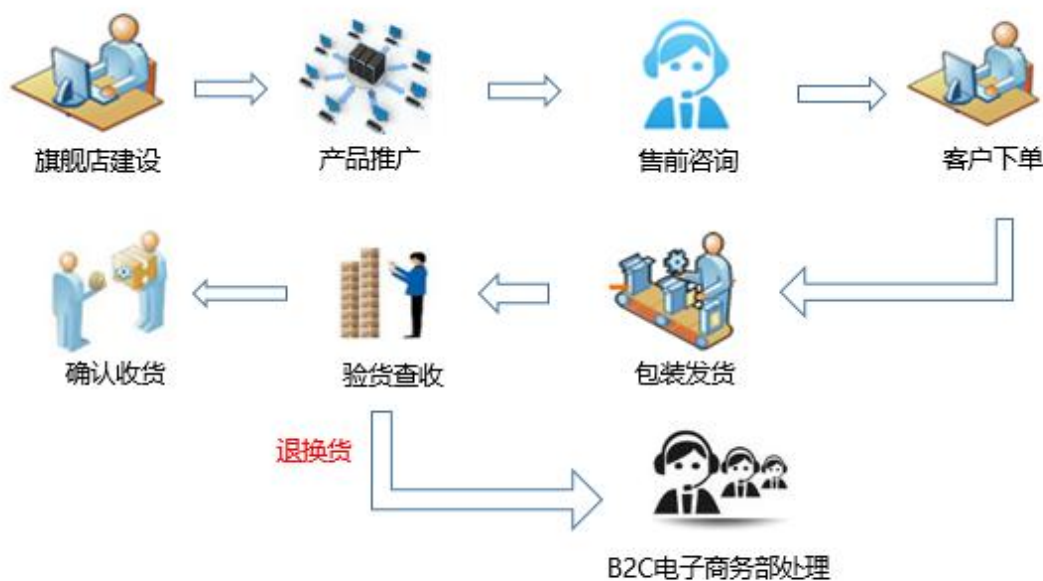 旗舰店建设
产品推广
售前咨询
客户下单
确认收货
验货查收
包装发货
退换货
B2C电子商务部处理